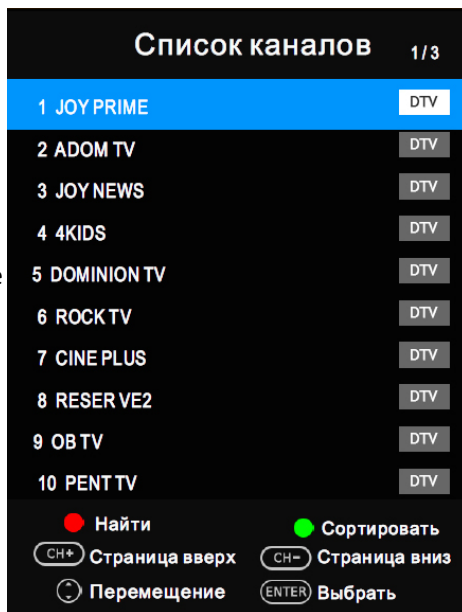 Список каналов 1/3
1 JOY PRIME DTV
2 ADOM TV DTV
3 JOY NEWS DTV
4 4KIDS DTV
5 DOMINION TV DTV
6 ROCK TV DTV
7 CINE PLUS DTV
8 RESER VE2 DTV
9 OB TV DTV
10 PENT TV DTV
Найти Сортировать
CH+ Страница вверх CH- Страница вниз
Перемещение ENTER Выбрать